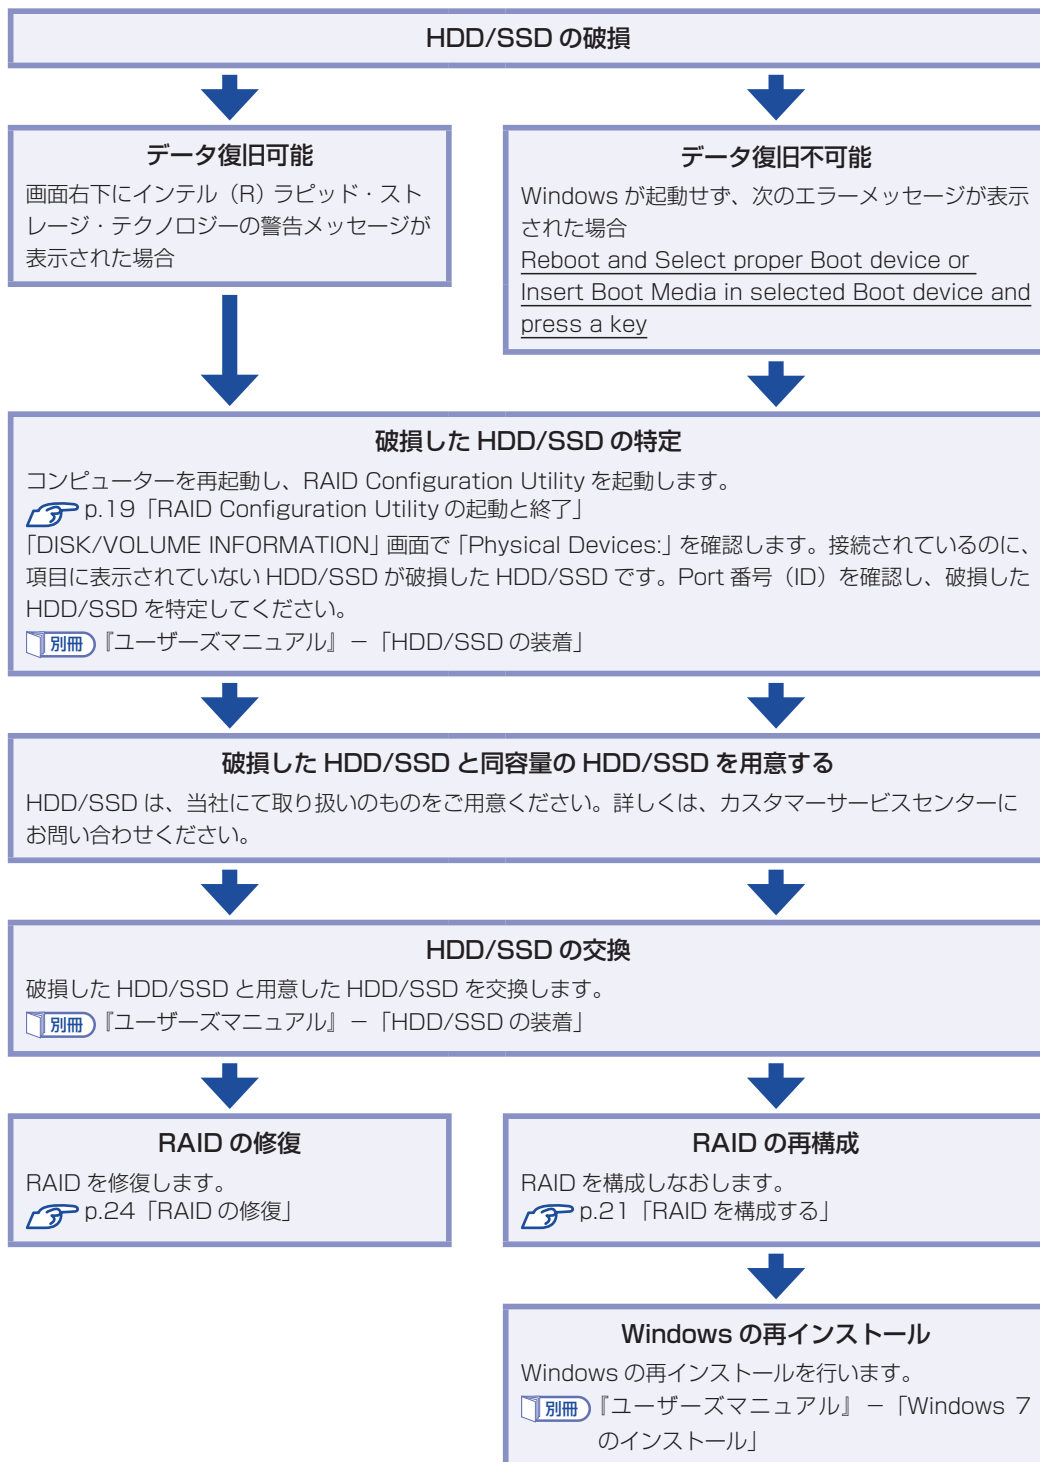 HDD/SSD の破損
データ復旧可能
画面右下にインテル（R）ラピッド・スト
レージ・テクノロジーの警告メッセージが
表示された場合
データ復旧不可能
Windows が起動せず、次のエラーメッセージが表示
された場合
Reboot and Select proper Boot device or
Insert Boot Media in selected Boot device and
press a key
破損した HDD/SSD の特定
コンピューターを再起動し、RAID Configuration Utility を起動します。
p.19「RAID Configuration Utility の起動と終了」
「DISK/VOLUME INFORMATION」画面で「Physical Devices:」を確認します。接続されているのに、
項目に表示されていない HDD/SSD が破損した HDD/SSD です。Port 番号（ID）を確認し、破損した
HDD/SSD を特定してください。
別冊『ユーザーズマニュアル』－「HDD/SSD の装着」
破損した HDD/SSD と同容量の HDD/SSD を用意する
HDD/SSD は、当社にて取り扱いのものをご用意ください。詳しくは、カスタマーサービスセンターに
お問い合わせください。
HDD/SSD の交換
破損した HDD/SSD と用意した HDD/SSD を交換します。
別冊『ユーザーズマニュアル』－「HDD/SSD の装着」
RAID の修復
RAID を修復します。
p.24「RAID の修復」
RAID の再構成
RAID を構成しなおします。
p.21「RAID を構成する」
Windows の再インストール
Windows の再インストールを行います。
別冊『ユーザーズマニュアル』－「Windows 7
のインストール」